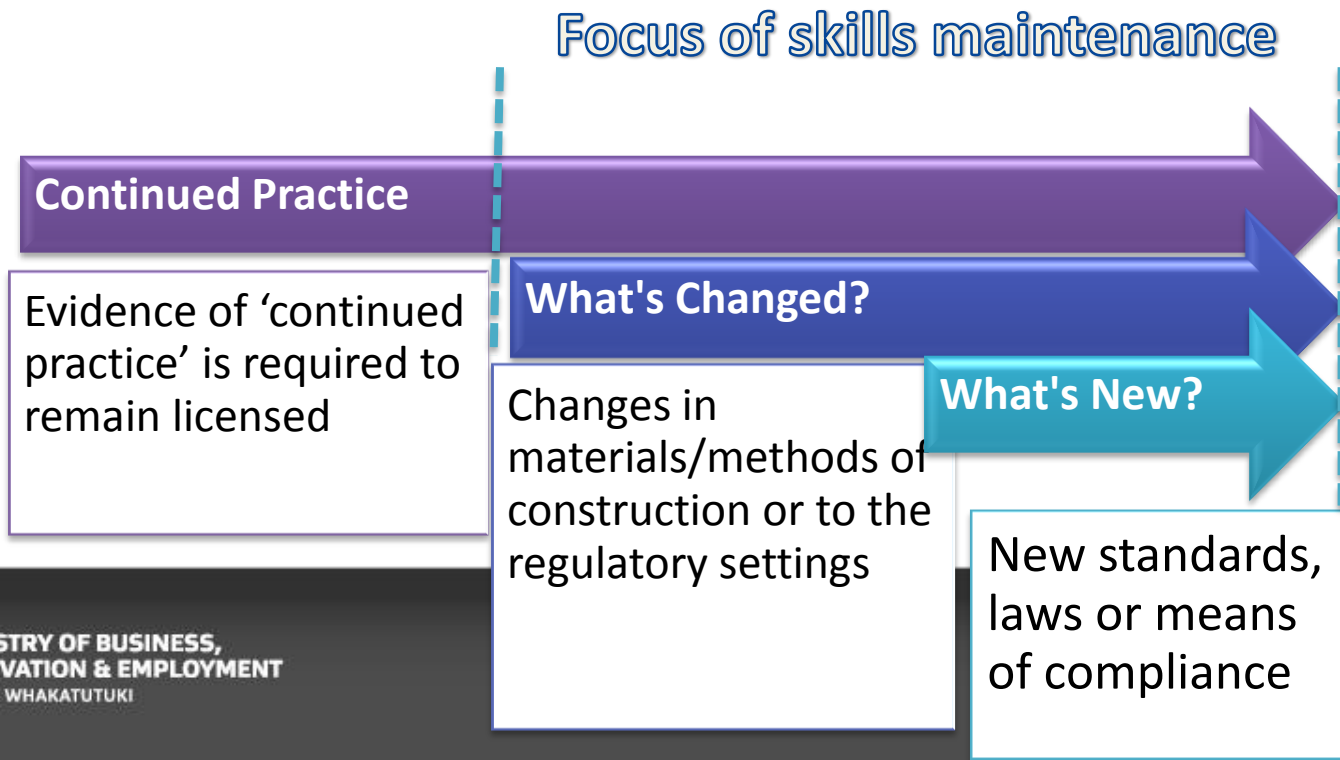 Focus of skills maintenance
Continued Practice
Evidence of ‘continued
practice’ is required to
remain licensed
What's Changed?
Changes in
materials/methods of
construction or to the
regulatory settings
What's New?
New standards,
laws or means
of compliance
STRY OF BUSINESS,
VATION & EMPLOYMENT
WHAKATUTUKI